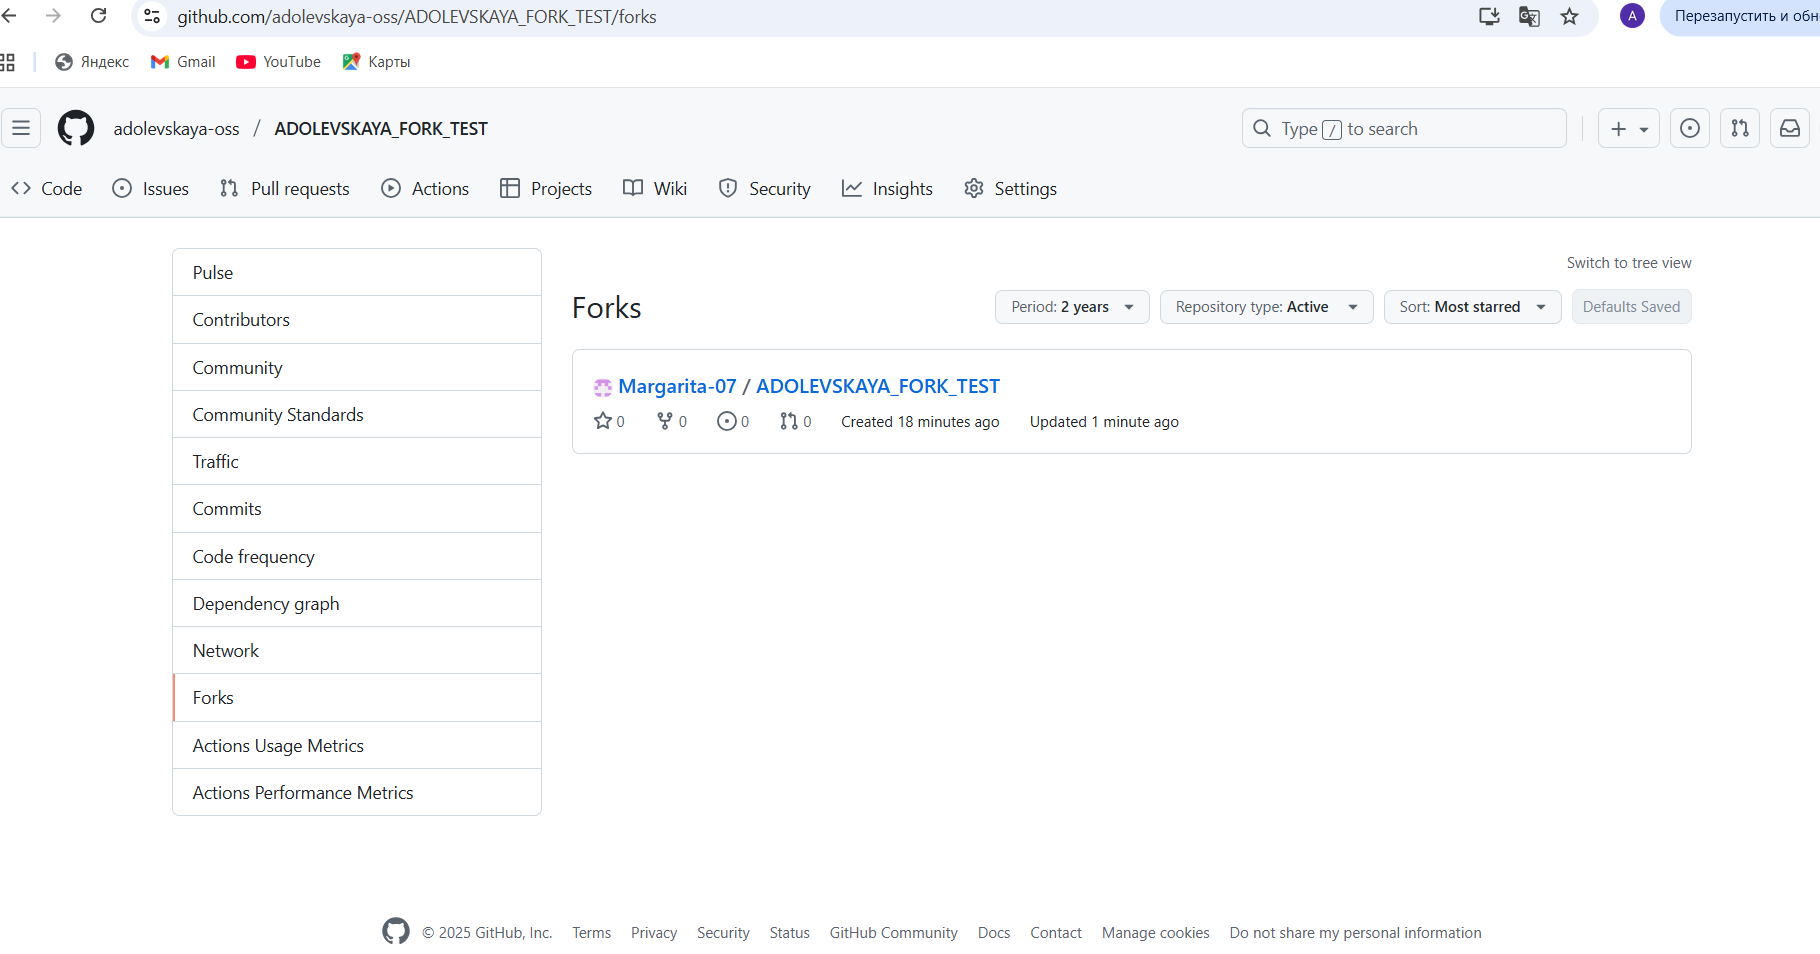 github.com/adolevskaya-oss/ADOLEVSKAYA_FORK_TEST/forks
A
Перезапустить и обн
Яндекс Gmail YouTube Карты
adolevskaya-oss / ADOLEVSKAYA_FORK_TEST
Type / to search
Code Issues Pull requests Actions Projects Wiki Security Insights Settings
Pulse
Contributors
Community
Community Standards
Traffic
Commits
Code frequency
Dependency graph
Network
Forks
Actions Usage Metrics
Actions Performance Metrics
Switch to tree view
Forks
Period: 2 years Repository type: Active Sort: Most starred Defaults Saved
Margarita-07 / ADOLEVSKAYA_FORK_TEST
0 0 0 0 Created 18 minutes ago Updated 1 minute ago
© 2025 GitHub, Inc. Terms Privacy Security Status GitHub Community Docs Contact Manage cookies Do not share my personal information